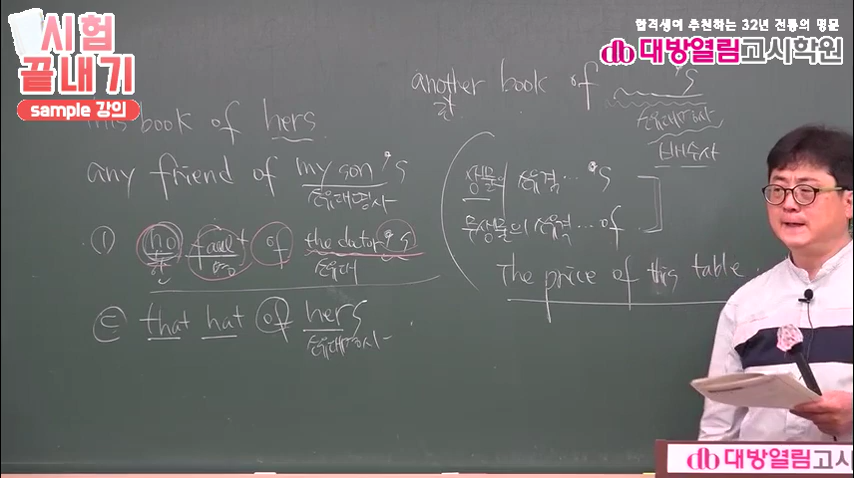 시험
끝내기
sample 강의
합격생이 추천하는 32년 전통의 명문
대방열림고시학원
another book of ~'s
한
소유대명사
this book of hers
any friend of my son's
소유대명사
① no fault of the doctor's
한 명 소유대
② that hat of hers
소유대명사
생물의 소유격 … 's
무생물의 소유격 … of
The price of this table
대방열림고시